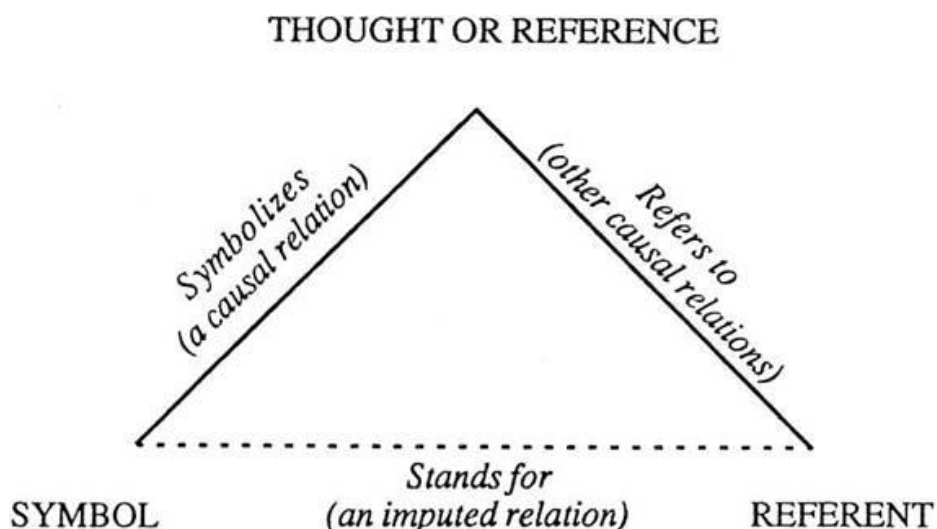 THOUGHT OR REFERENCE
Symbolizes
(a causal relation)
Refers to
(other causal relations)
Stands for
(an imputed relation)
SYMBOL
REFERENT